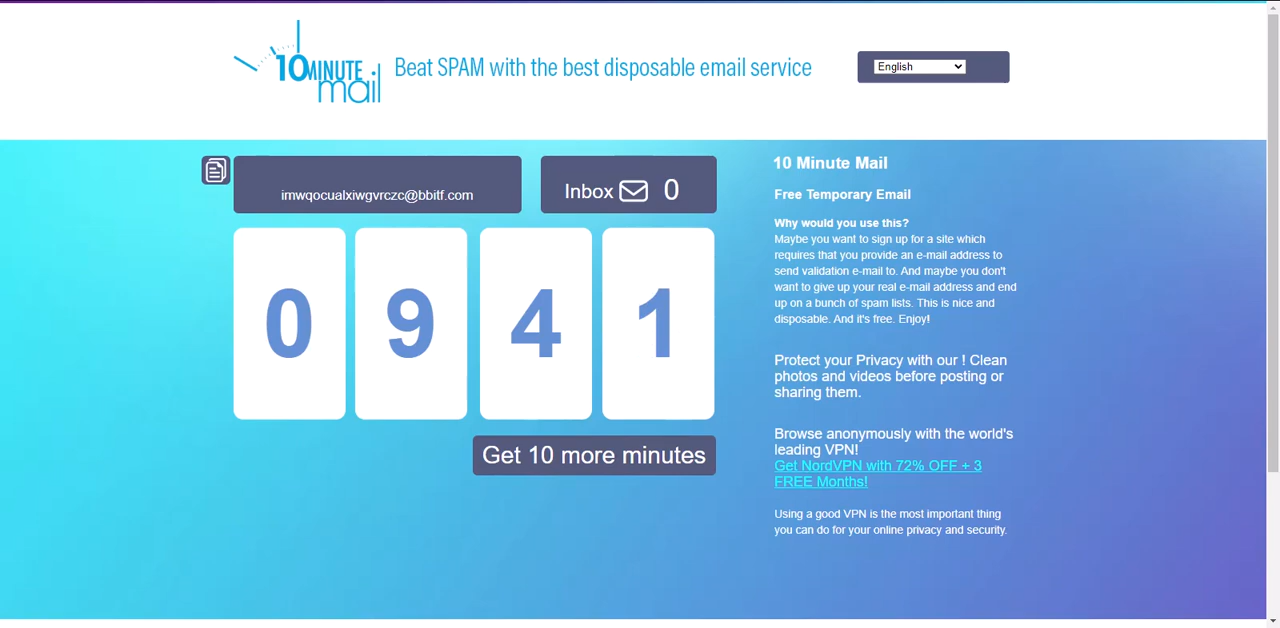 10 MINUTE
mail
Beat SPAM with the best disposable email service
English
imwqocualxiwgvrczc@bbitf.com
Inbox 0
0 9 4 1
Get 10 more minutes
10 Minute Mail
Free Temporary Email
Why would you use this?
Maybe you want to sign up for a site which
requires that you provide an e-mail address to
send validation e-mail to. And maybe you don't
want to give up your real e-mail address and end
up on a bunch of spam lists. This is nice and
disposable. And it's free. Enjoy!
Protect your Privacy with our ! Clean
photos and videos before posting or
sharing them.
Browse anonymously with the world's
leading VPN!
Get NordVPN with 72% OFF + 3
FREE Months!
Using a good VPN is the most important thing
you can do for your online privacy and security.